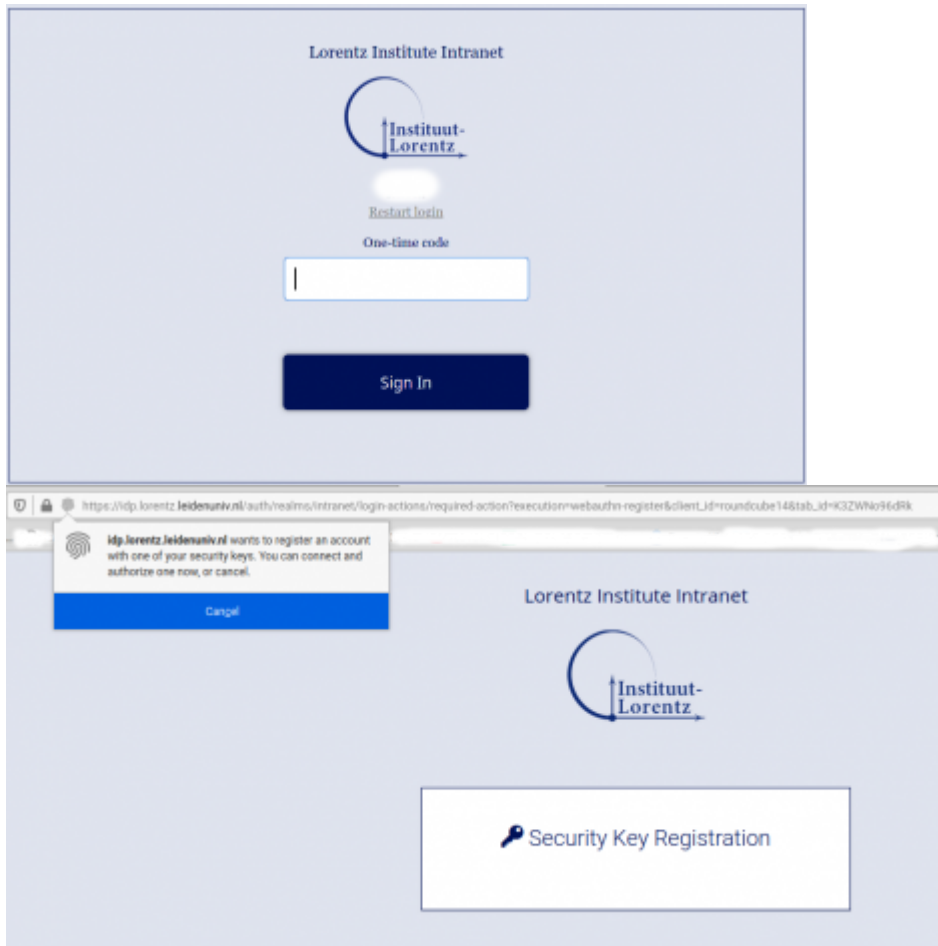 Lorentz Institute Intranet
Instituut-
Lorentz
Restart login
One-time code
Sign In
https://idp.lorentz.leidenuniv.nl/auth/realms/intranet/login-actions/required-action?execution=webauthn-register&client_id=roundcube14&tab_id=K3ZWNo96dRk
idp.lorentz.leidenuniv.nl wants to register an account
with one of your security keys. You can connect and
authorize one now, or cancel.
Cancel
Lorentz Institute Intranet
Instituut-
Lorentz
Security Key Registration